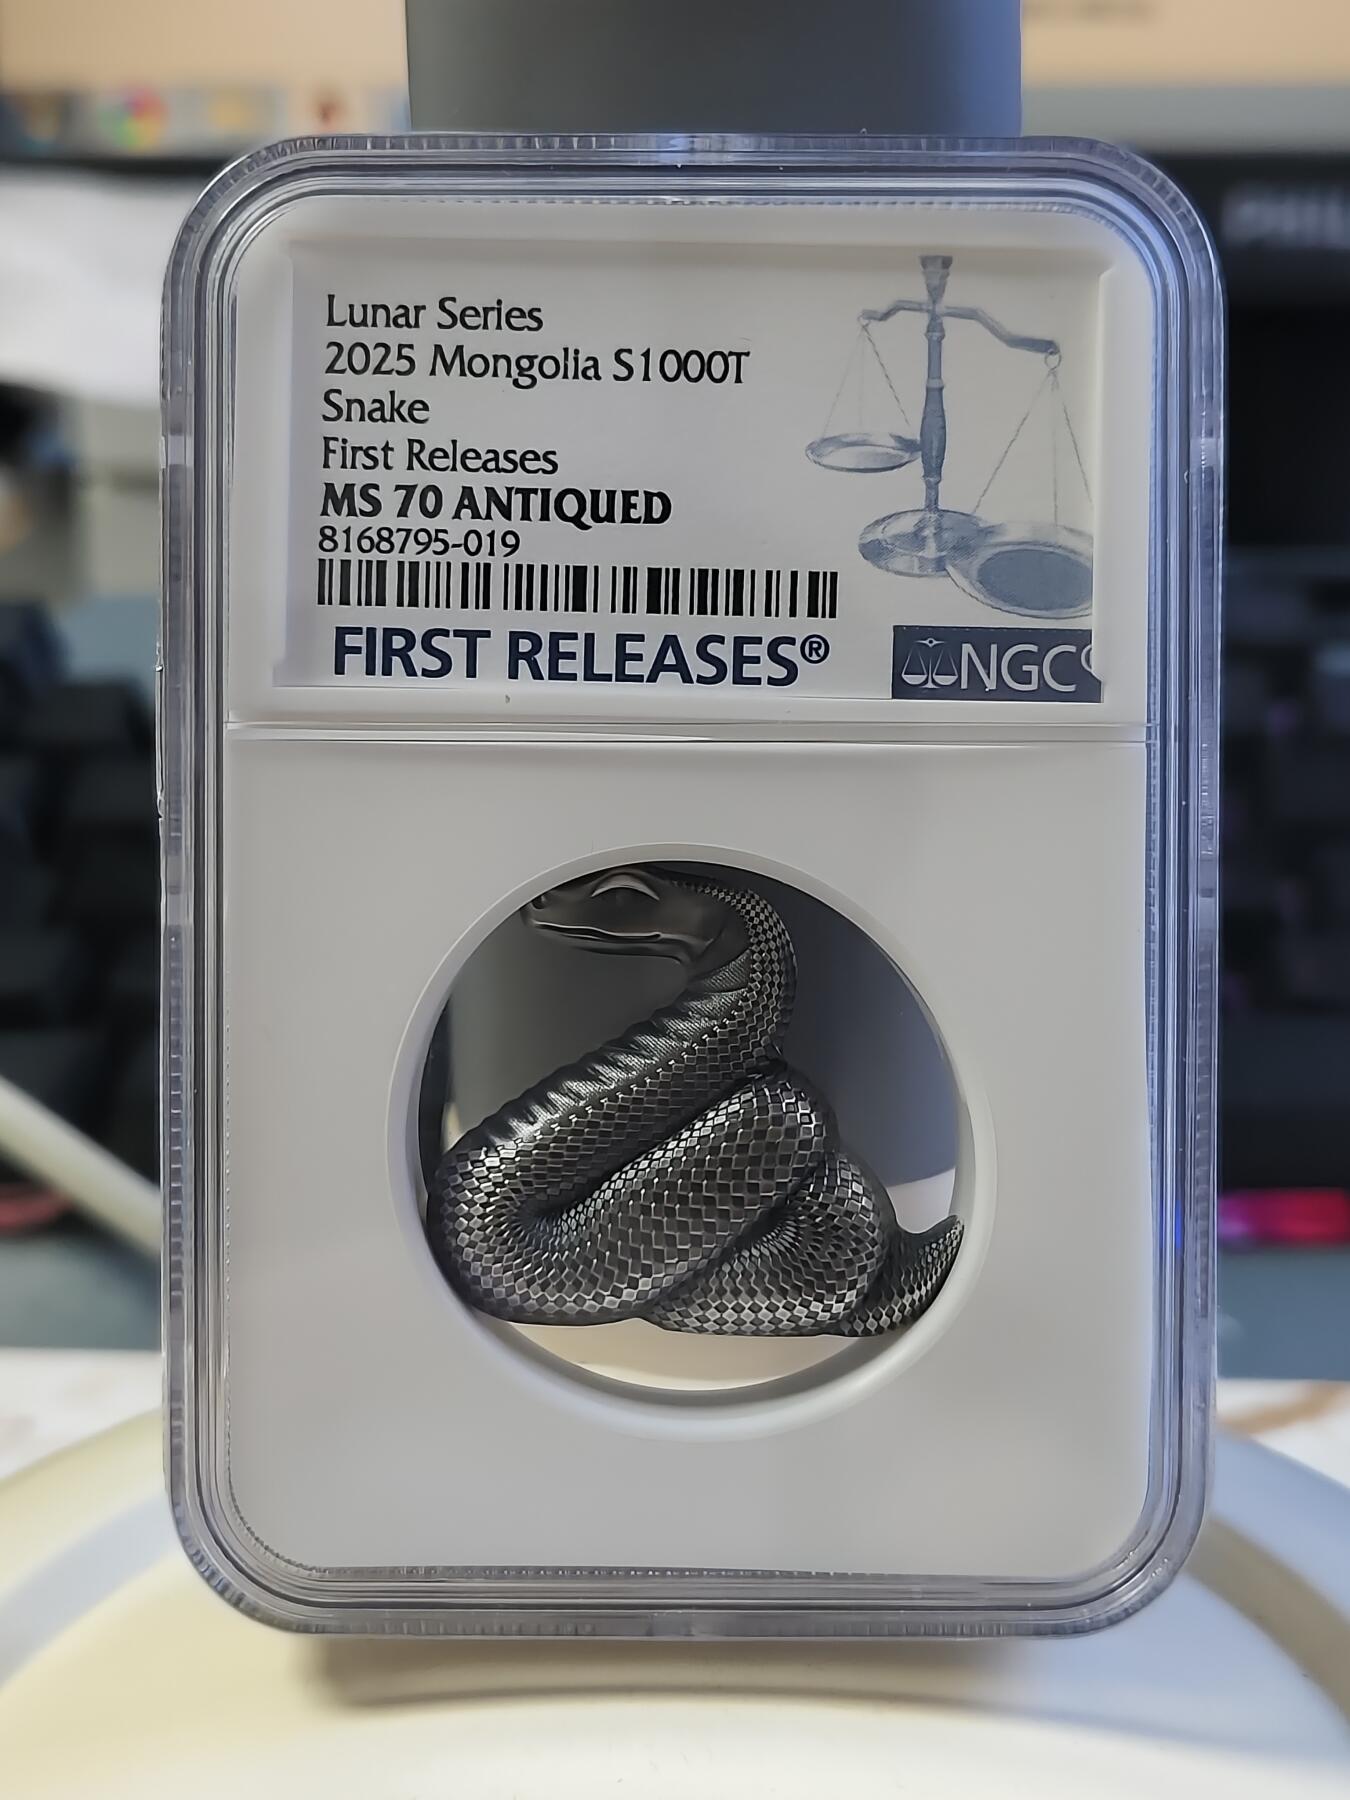 Lunar Series
2025 Mongolia S1000T
Snake
First Releases
MS 70 ANTIQUED
8168795-019
FIRST RELEASES®
NGC